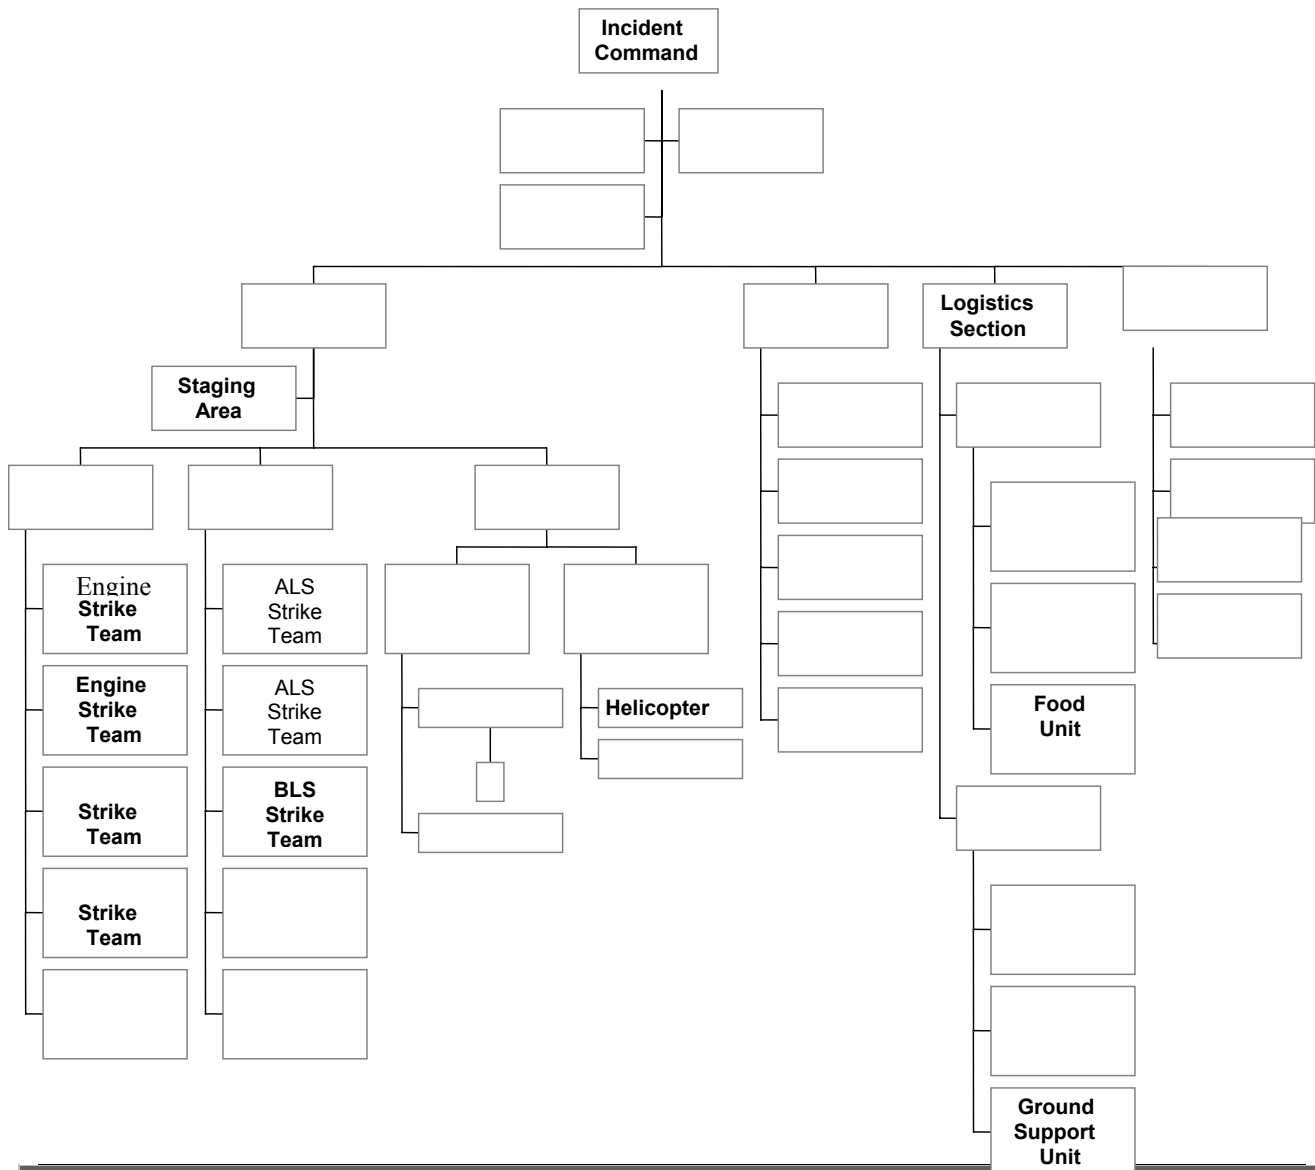 Incident
Command
Logistics
Section
Staging
Area
Engine
Strike
Team
ALS
Strike
Team
Engine
Strike
Team
ALS
Strike
Team
Helicopter
Food
Unit
Strike
Team
BLS
Strike
Team
Strike
Team
Ground
Support
Unit